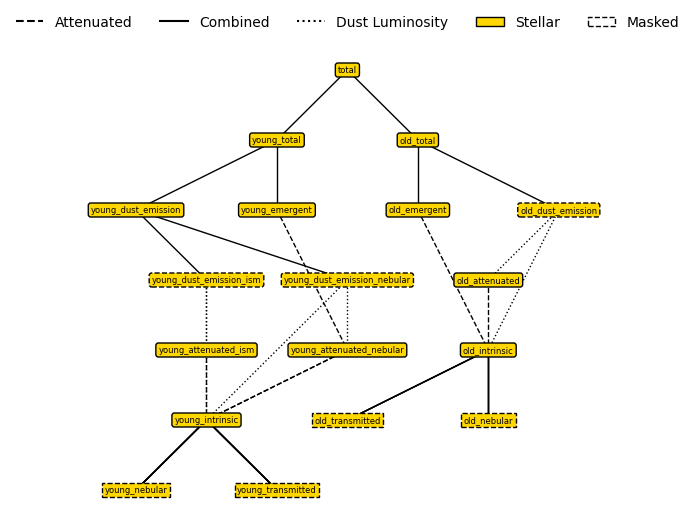 Attenuated Combined Dust Luminosity Stellar Masked
total
young_total old_total
young_dust_emission young_emergent old_emergent old_dust_emission
young_dust_emission_ism young_dust_emission_nebular old_attenuated
young_attenuated_ism young_attenuated_nebular old_intrinsic
young_intrinsic old_transmitted old_nebular
young_nebular young_transmitted